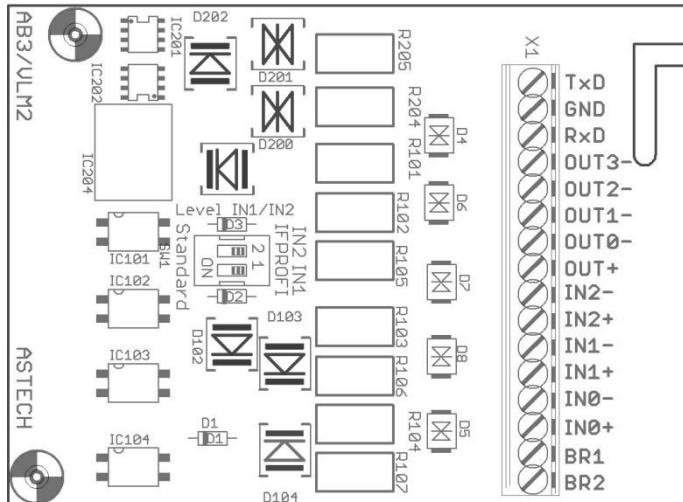 AB3/VLM2
ASTECH
IC201
IC202
IC204
D202
D201
D200
R205
R204
R101
R102
R105
R103
R106
R104
R107
D4
D6
D7
D8
D5
Level IN1/IN2
D3
SW1
Standard
ON
2
1
IFPROFI
IN2 IN1
D2
IC101
IC102
IC103
IC104
D102
D103
D1
D1
D104
X1
TxD
GND
RxD
OUT3-
OUT2-
OUT1-
OUT0-
OUT+
IN2-
IN2+
IN1-
IN1+
IN0-
IN0+
BR1
BR2